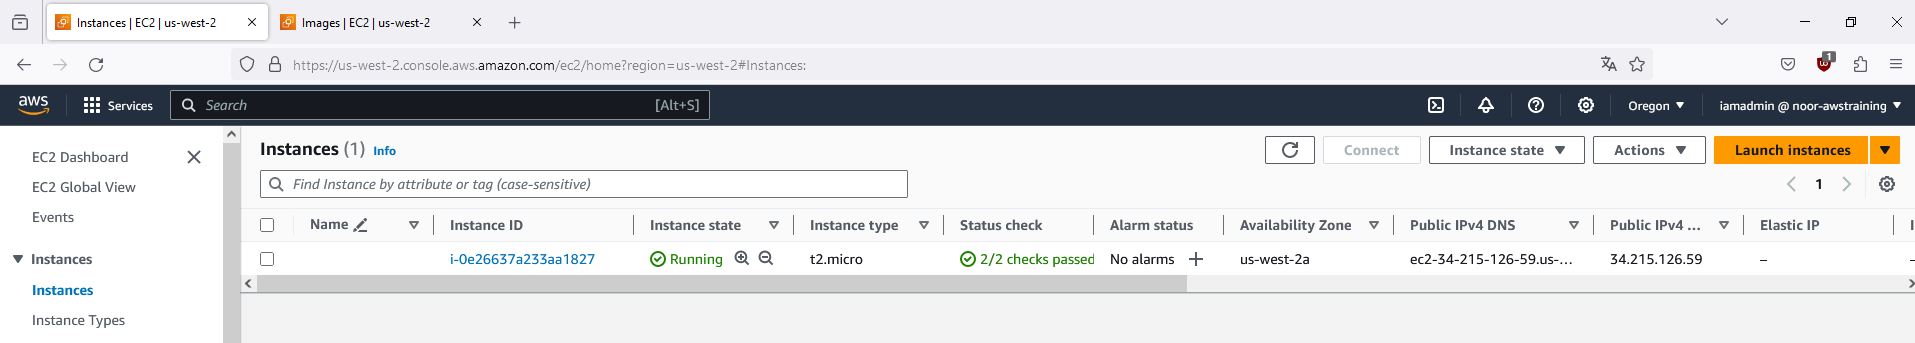 Instances | EC2 | us-west-2
Images | EC2 | us-west-2
https://us-west-2.console.aws.amazon.com/ec2/home?region=us-west-2#Instances:
1
aws
Services
Search
[Alt+S]
Oregon
iamadmin @ noor-awstraining
EC2 Dashboard
EC2 Global View
Events
Instances
Instances
Instance Types
Instances (1) Info
Connect
Instance state
Actions
Launch instances
Find Instance by attribute or tag (case-sensitive)
1
Name Instance ID Instance state Instance type Status check Alarm status Availability Zone Public IPv4 DNS Public IPv4 ... Elastic IP
i-0e26637a233aa1827 Running t2.micro 2/2 checks passed No alarms us-west-2a ec2-34-215-126-59.us-... 34.215.126.59 –